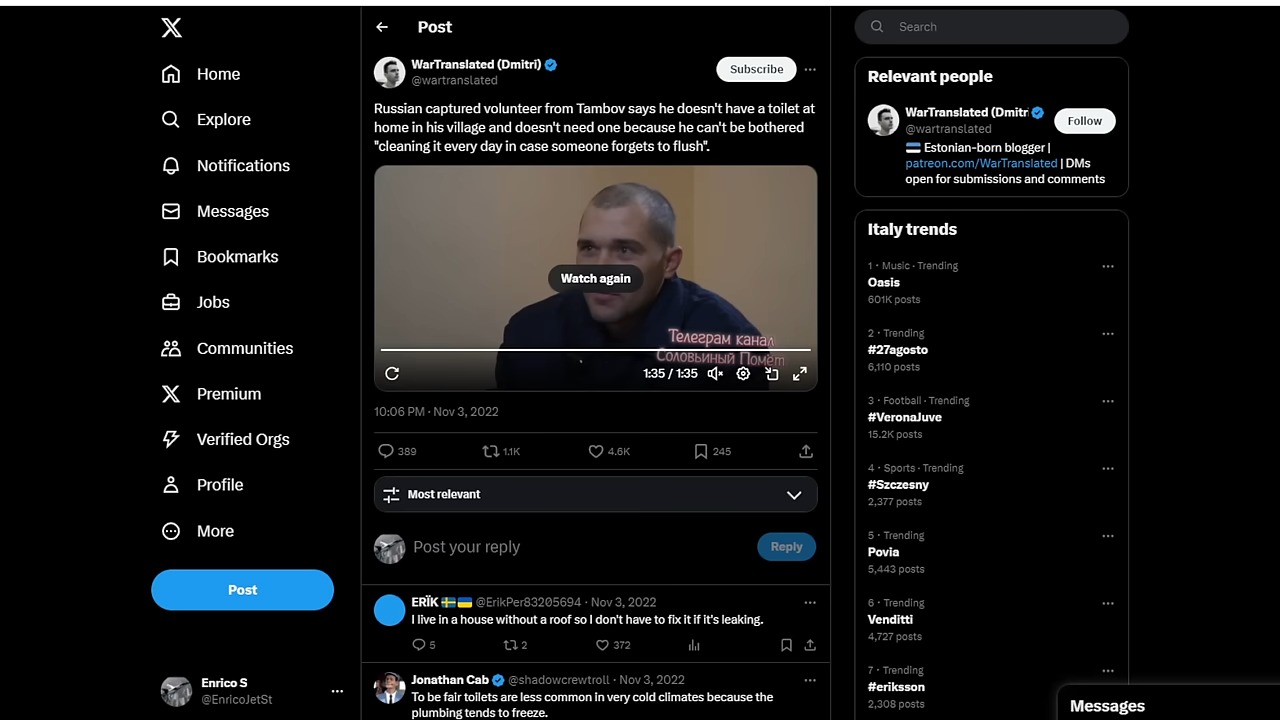 Home
Explore
Notifications
Messages
Bookmarks
Jobs
Communities
Premium
Verified Orgs
Profile
More
Post
Enrico S
@EnricoJetSt
Post
WarTranslated (Dmitri)
@wartranslated
Subscribe
Russian captured volunteer from Tambov says he doesn't have a toilet at
home in his village and doesn't need one because he can't be bothered
"cleaning it every day in case someone forgets to flush".
Watch again
Телеграм канал
Соловьиный Помёт
1:35 / 1:35
10:06 PM · Nov 3, 2022
389 1.1K 4.6K 245
Most relevant
Post your reply
Reply
ERÏK 🇸🇪🇺🇦 @ErikPer83205694 · Nov 3, 2022
I live in a house without a roof so I don't have to fix it if it's leaking.
5 2 372
Jonathan Cab @shadowcrewtroll · Nov 3, 2022
To be fair toilets are less common in very cold climates because the
plumbing tends to freeze.
Search
Relevant people
WarTranslated (Dmitr
@wartranslated
Follow
🇪🇪 Estonian-born blogger |
patreon.com/WarTranslated | DMs
open for submissions and comments
Italy trends
1 · Music · Trending
Oasis
601K posts
2 · Trending
#27agosto
6,110 posts
3 · Football · Trending
#VeronaJuve
15.2K posts
4 · Sports · Trending
#Szczesny
2,377 posts
5 · Trending
Povia
5,443 posts
6 · Trending
Venditti
4,727 posts
7 · Trending
#eriksson
2,308 posts
Messages